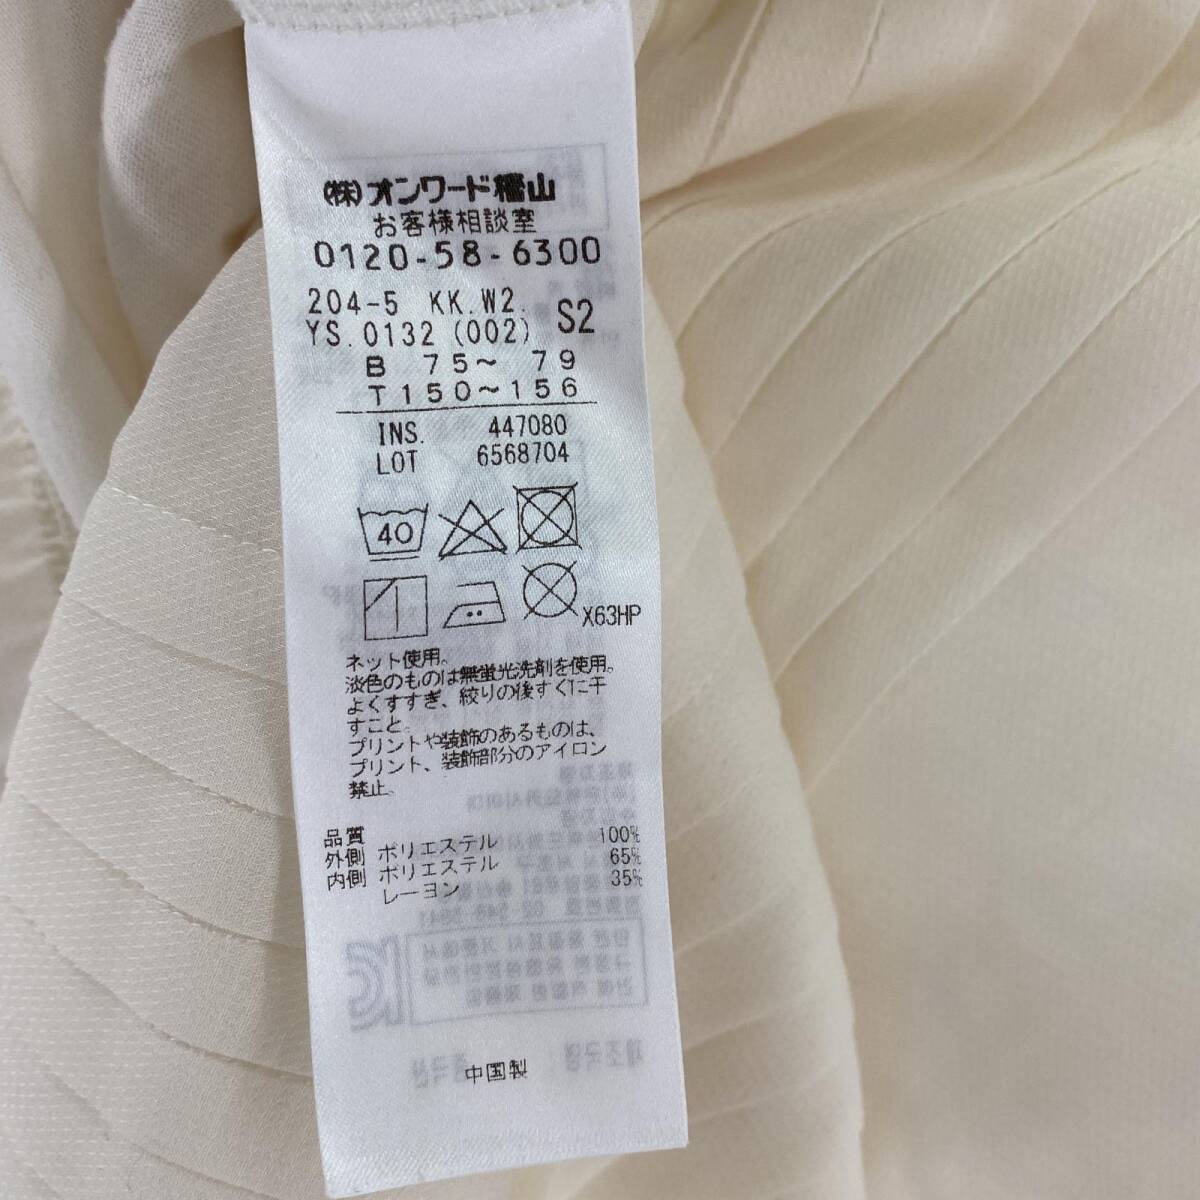 (株)オンワード樫山
お客様相談室
0120-58-6300
204-5 KK.W2.
YS.0132 (002) S2
B 75～ 79
T 150～156
INS. 447080
LOT 6568704
40
X63HP
ネット使用。
淡色のものは無蛍光洗剤を使用。
よくすすぎ、絞りの後すぐに干
すこと。
プリントや装飾のあるものは、
プリント、装飾部分のアイロン
禁止。
品質
外側 ポリエステル 100%
内側 ポリエステル 65%
レーヨン 35%
中国製